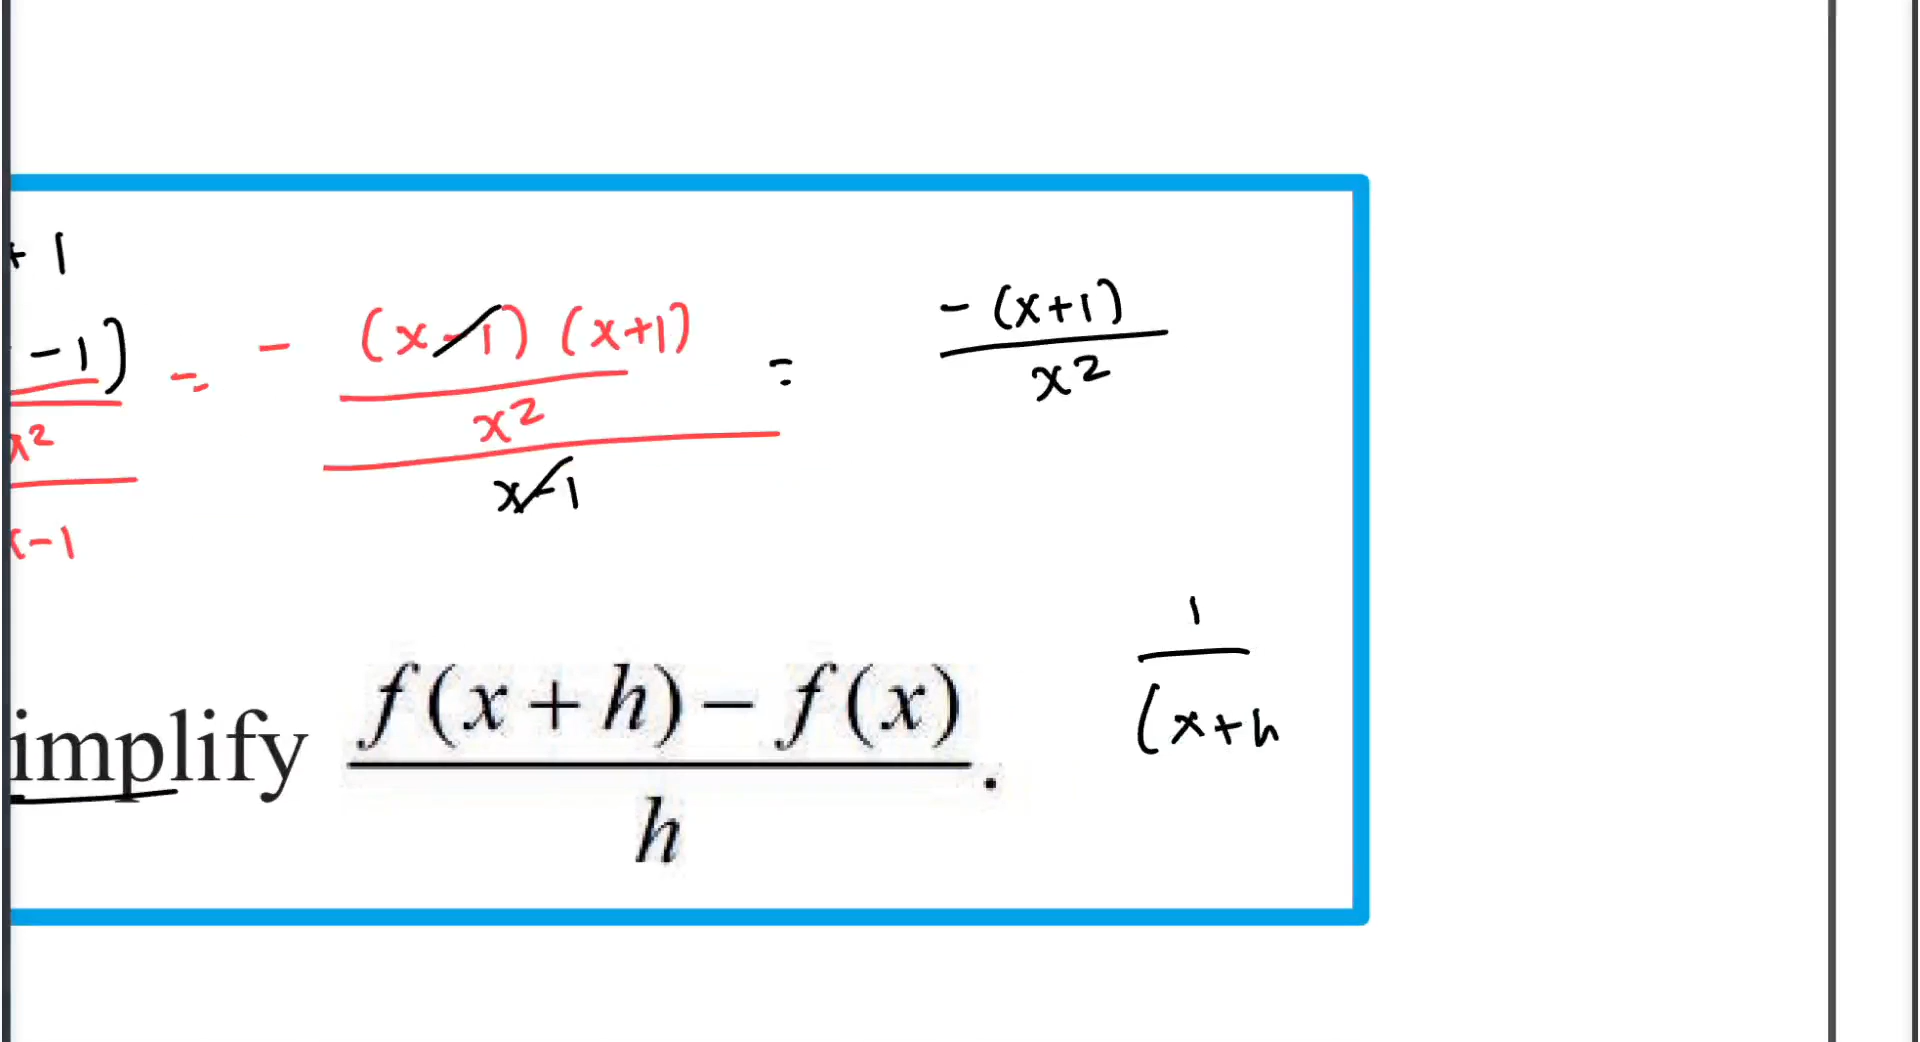 + 1
-1) = - (x-1) (x+1) = -(x+1)
x² x² x²
x-1 x-1
1
implify f(x+h) – f(x) .
h
(x+h